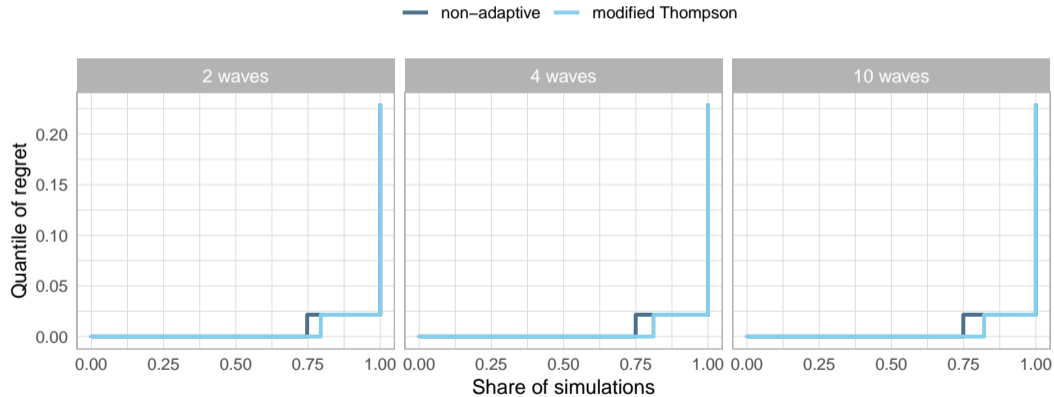 non−adaptive modified Thompson
2 waves 4 waves 10 waves
Quantile of regret
0.20
0.15
0.10
0.05
0.00
0.00 0.25 0.50 0.75 1.00 0.00 0.25 0.50 0.75 1.00 0.00 0.25 0.50 0.75 1.00
Share of simulations